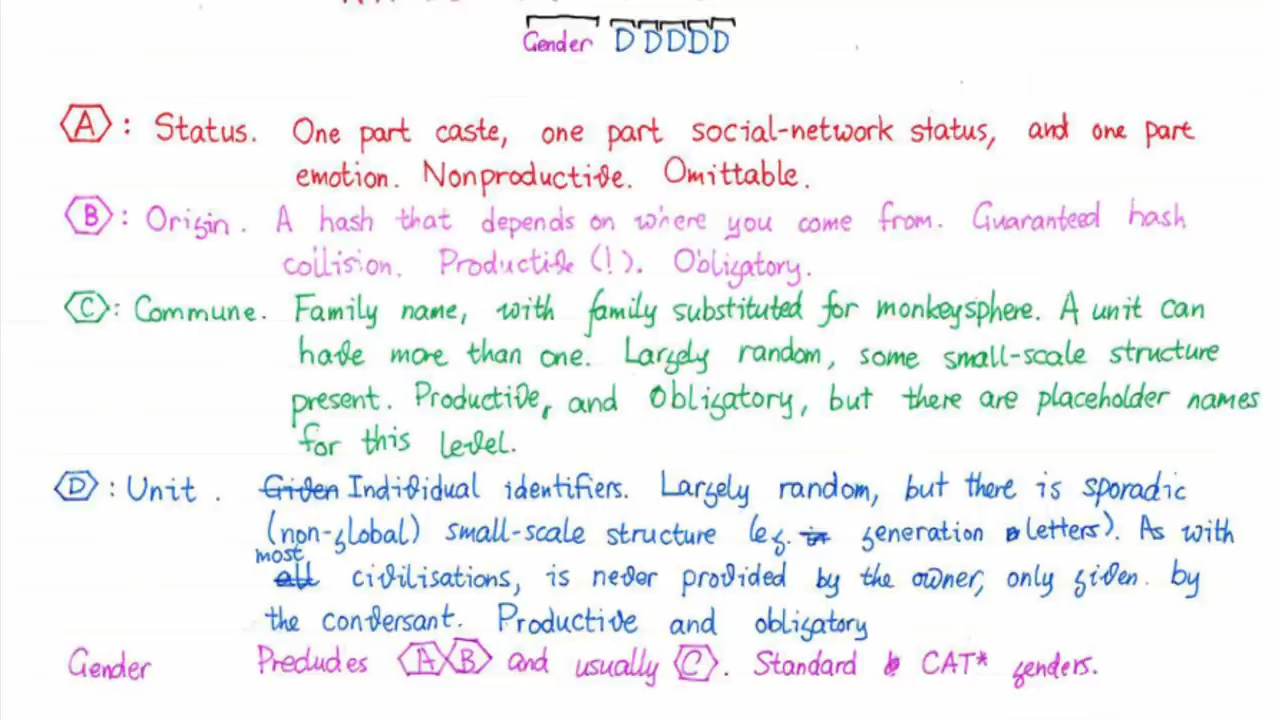 Gender D D D D D
A : Status. One part caste, one part social-network status, and one part
emotion. Nonproductive. Omittable.
B : Origin. A hash that depends on where you come from. Guaranteed hash
collision. Productive (!). Obligatory.
C : Commune. Family name, with family substituted for monkeysphere. A unit can
have more than one. Largely random, some small-scale structure
present. Productive, and Obligatory, but there are placeholder names
for this level.
D : Unit. Given Individual identifiers. Largely random, but there is sporadic
(non-global) small-scale structure (eg. in generation letters). As with
most
all civilisations, is never provided by the owner, only given. by
the conversant. Productive and obligatory
Gender Precludes A B and usually C. Standard CAT* genders.